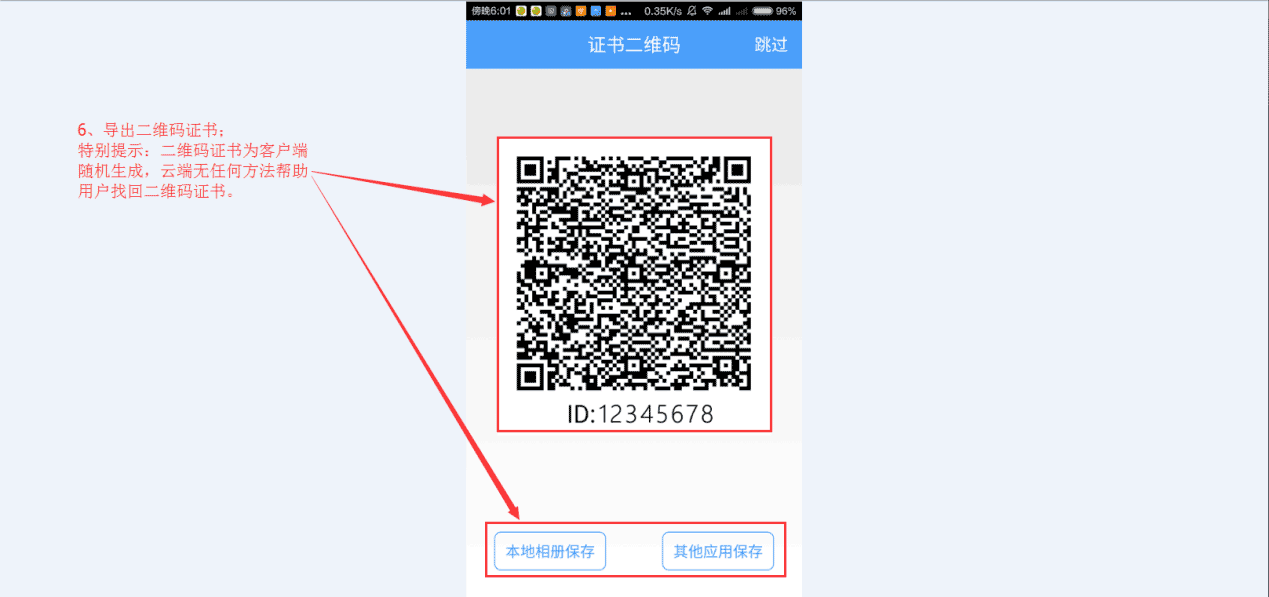 傍晚6:01 ... 0.35K/s 96%
证书二维码 跳过
6、导出二维码证书；
特别提示：二维码证书为客户端
随机生成，云端无任何方法帮助
用户找回二维码证书。
ID:12345678
本地相册保存 其他应用保存